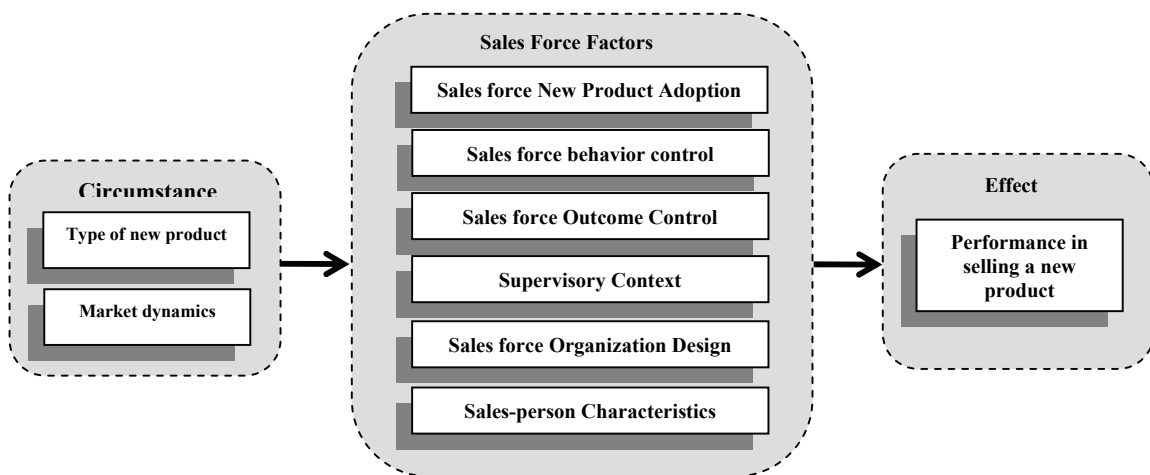 Circumstance
Type of new product
Market dynamics
Sales Force Factors
Sales force New Product Adoption
Sales force behavior control
Sales force Outcome Control
Supervisory Context
Sales force Organization Design
Sales-person Characteristics
Effect
Performance in
selling a new
product